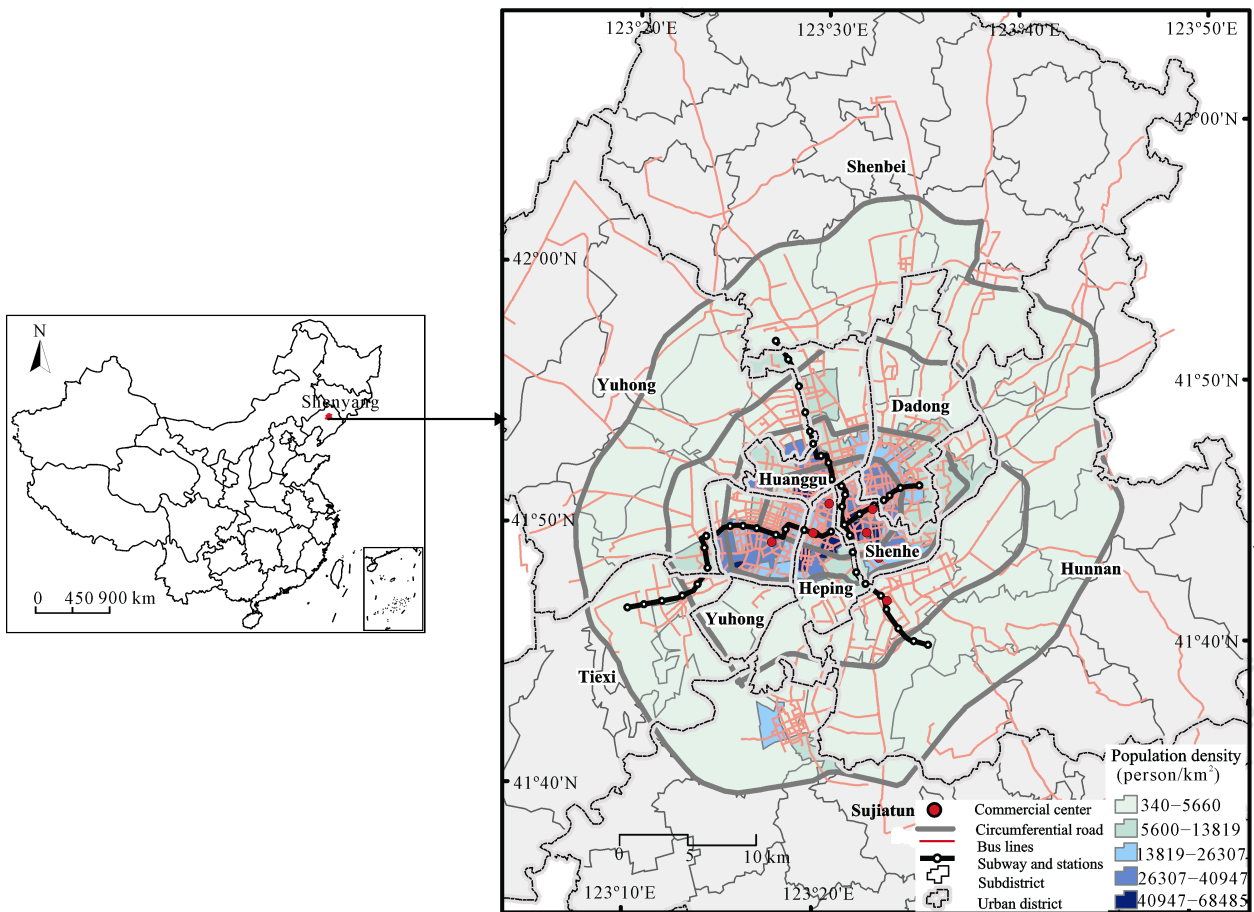 123°20′E
123°30′E
123°40′E
123°50′E
42°00′N
Shenbei
42°00′N
N
Shenyang
Yuhong
41°50′N
Dadong
Huanggu
41°50′N
Shenhe
Hunnan
Heping
0 450 900 km
Yuhong
41°40′N
Tiexi
41°40′N
Sujiatun
0 5 10 km
123°10′E
123°20′E
Commercial center
Circumferential road
Bus lines
Subway and stations
Subdistrict
Urban district
Population density
(person/km²)
340−5660
5600−13819
13819−26307
26307−40947
40947−68485